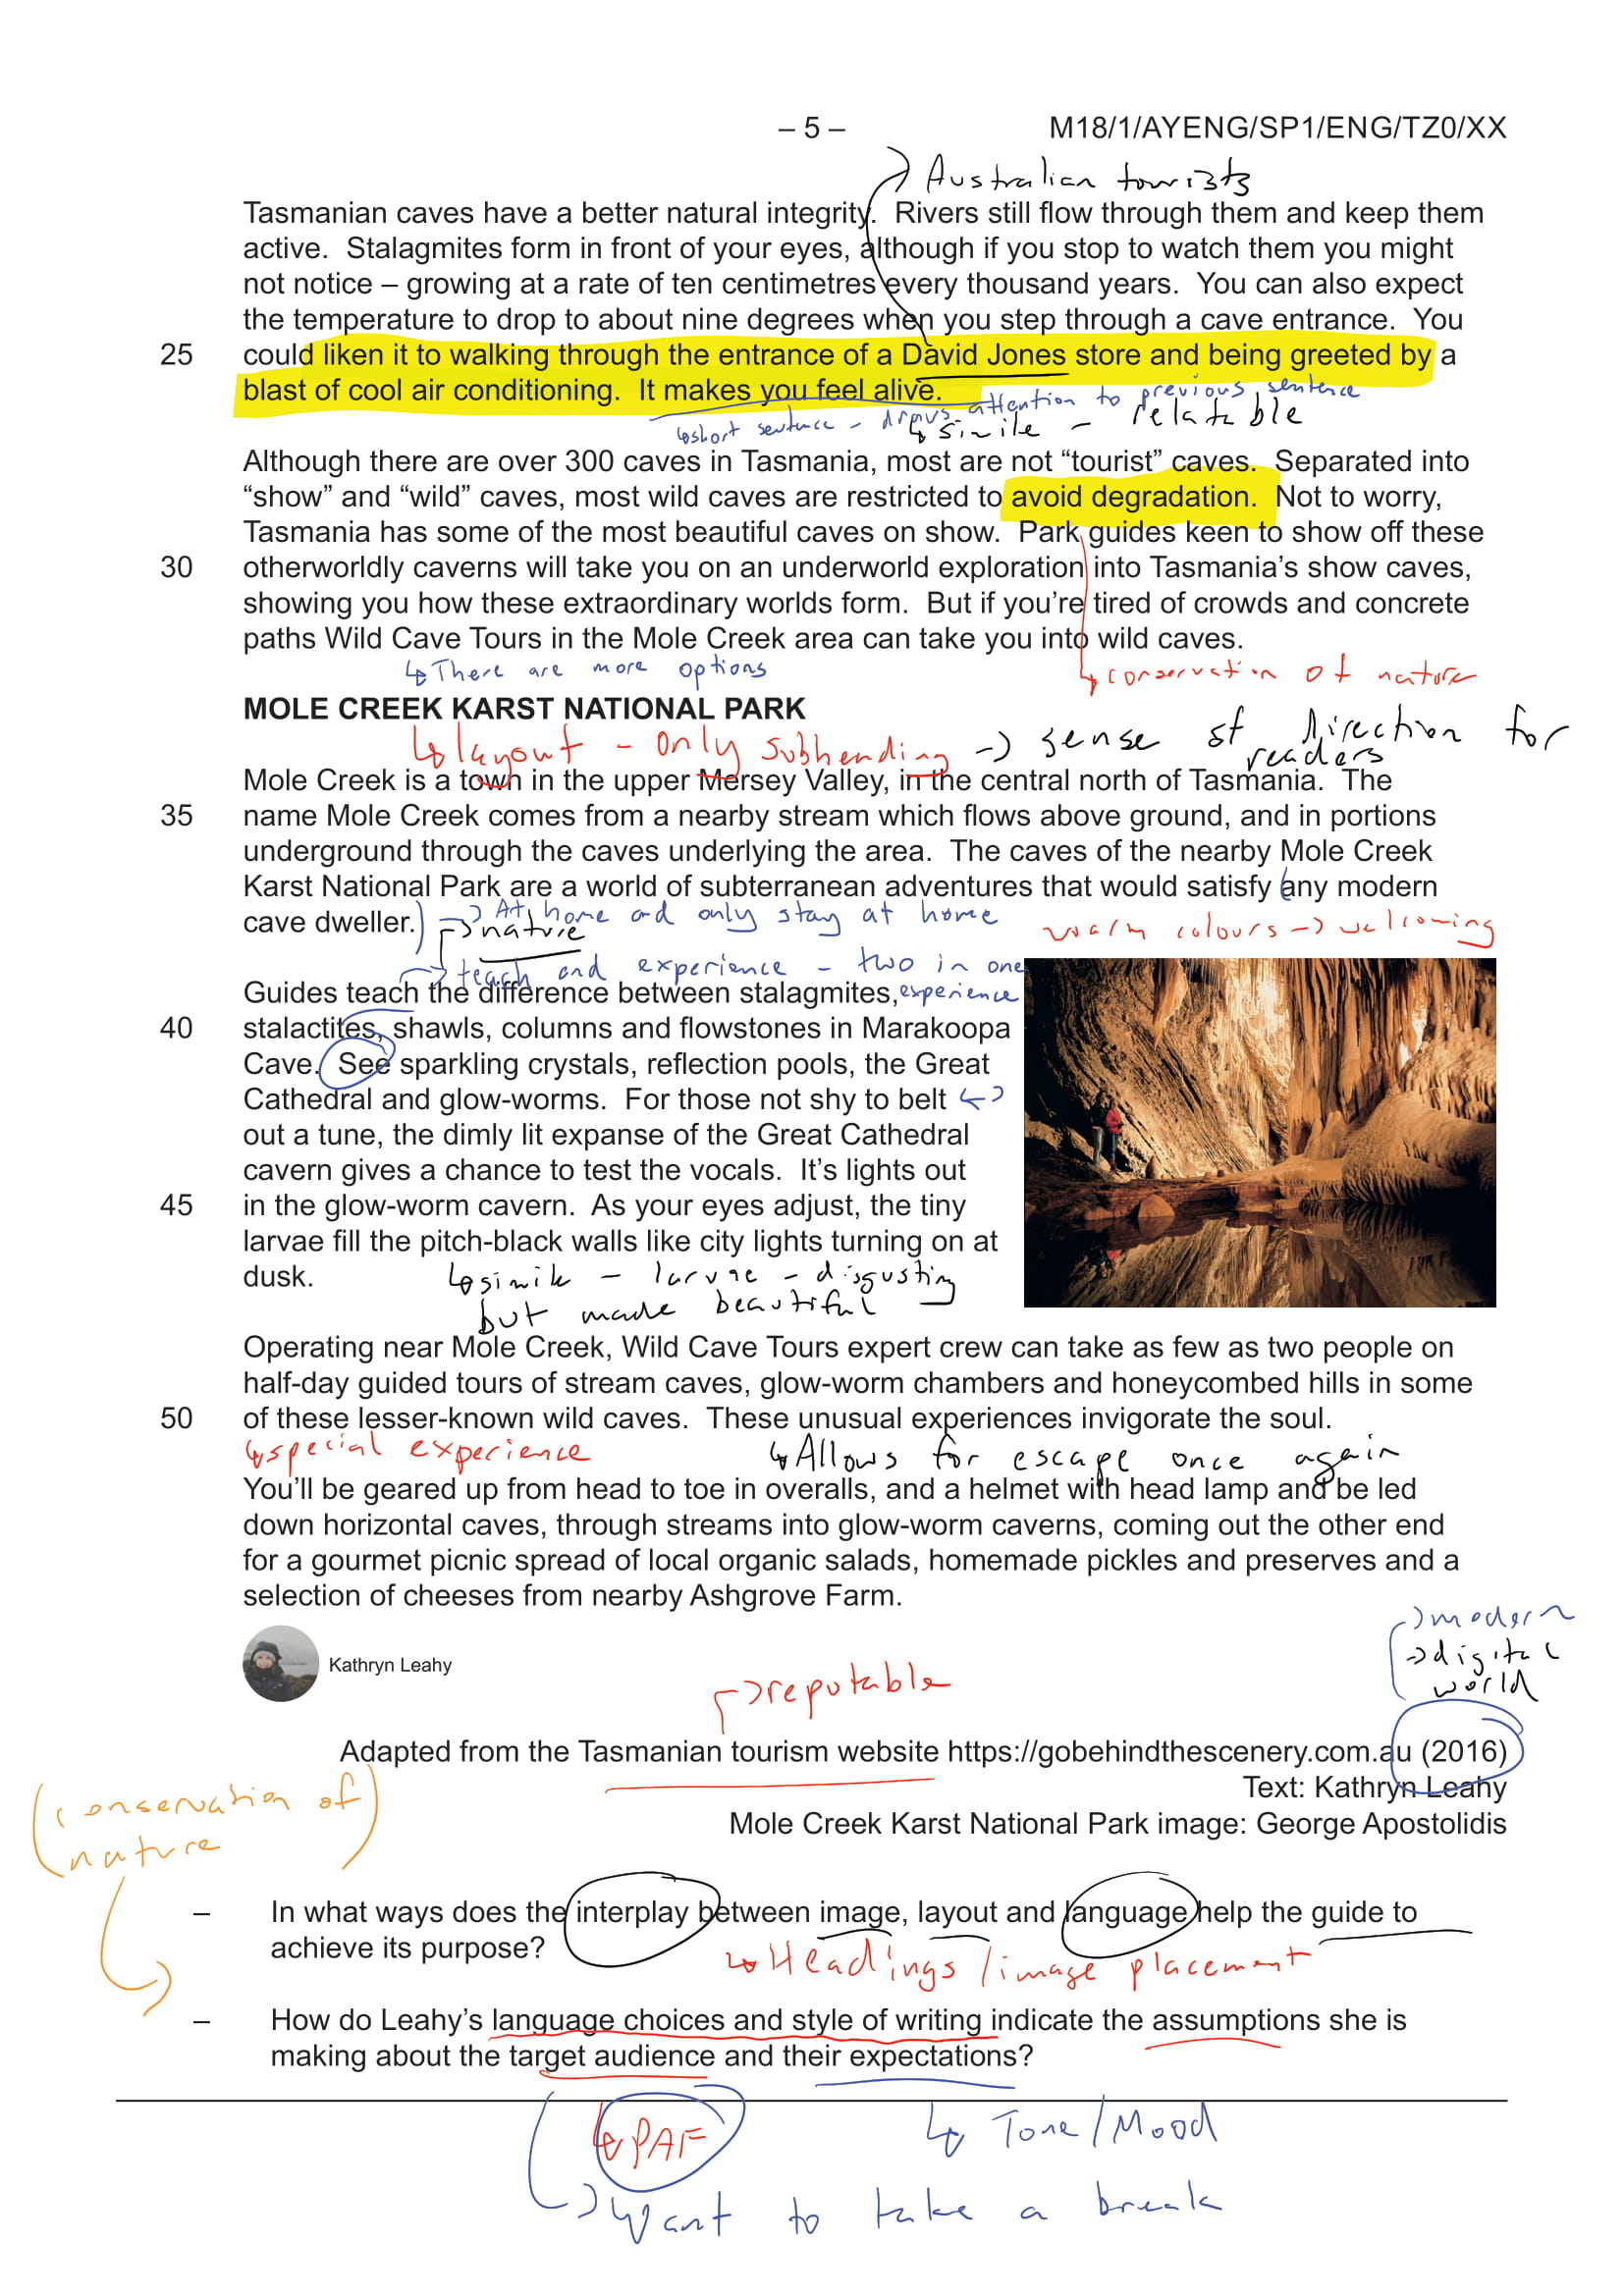 – 5 –
M18/1/AYENG/SP1/ENG/TZ0/XX
Australian tourists
Tasmanian caves have a better natural integrity. Rivers still flow through them and keep them
active. Stalagmites form in front of your eyes, although if you stop to watch them you might
not notice – growing at a rate of ten centimetres every thousand years. You can also expect
the temperature to drop to about nine degrees when you step through a cave entrance. You
25 could liken it to walking through the entrance of a David Jones store and being greeted by a
blast of cool air conditioning. It makes you feel alive.
short sentence - draws attention to previous sentence
simile - relatable
Although there are over 300 caves in Tasmania, most are not “tourist” caves. Separated into
“show” and “wild” caves, most wild caves are restricted to avoid degradation. Not to worry,
Tasmania has some of the most beautiful caves on show. Park guides keen to show off these
30 otherworldly caverns will take you on an underworld exploration into Tasmania’s show caves,
showing you how these extraordinary worlds form. But if you’re tired of crowds and concrete
paths Wild Cave Tours in the Mole Creek area can take you into wild caves.
There are more options
conservation of nature
MOLE CREEK KARST NATIONAL PARK
layout - only subheading -> sense of direction for
readers
Mole Creek is a town in the upper Mersey Valley, in the central north of Tasmania. The
35 name Mole Creek comes from a nearby stream which flows above ground, and in portions
underground through the caves underlying the area. The caves of the nearby Mole Creek
Karst National Park are a world of subterranean adventures that would satisfy any modern
cave dweller.
At home and only stay at home
nature
warm colours -> welcoming
teach and experience - two in one
experience
Guides teach the difference between stalagmites,
40 stalactites, shawls, columns and flowstones in Marakoopa
Cave. See sparkling crystals, reflection pools, the Great
Cathedral and glow-worms. For those not shy to belt
out a tune, the dimly lit expanse of the Great Cathedral
cavern gives a chance to test the vocals. It’s lights out
45 in the glow-worm cavern. As your eyes adjust, the tiny
larvae fill the pitch-black walls like city lights turning on at
dusk.
simile - larvae - disgusting
but made beautiful
Operating near Mole Creek, Wild Cave Tours expert crew can take as few as two people on
half-day guided tours of stream caves, glow-worm chambers and honeycombed hills in some
50 of these lesser-known wild caves. These unusual experiences invigorate the soul.
special experience
Allows for escape once again
You’ll be geared up from head to toe in overalls, and a helmet with head lamp and be led
down horizontal caves, through streams into glow-worm caverns, coming out the other end
for a gourmet picnic spread of local organic salads, homemade pickles and preserves and a
selection of cheeses from nearby Ashgrove Farm.
Kathryn Leahy
modern
digital
world
reputable
Adapted from the Tasmanian tourism website https://gobehindthescenery.com.au (2016)
Text: Kathryn Leahy
Mole Creek Karst National Park image: George Apostolidis
(conservation of
nature)
– In what ways does the interplay between image, layout and language help the guide to
achieve its purpose?
Headings / image placement
– How do Leahy’s language choices and style of writing indicate the assumptions she is
making about the target audience and their expectations?
PAF
Tone/Mood
Want to take a break